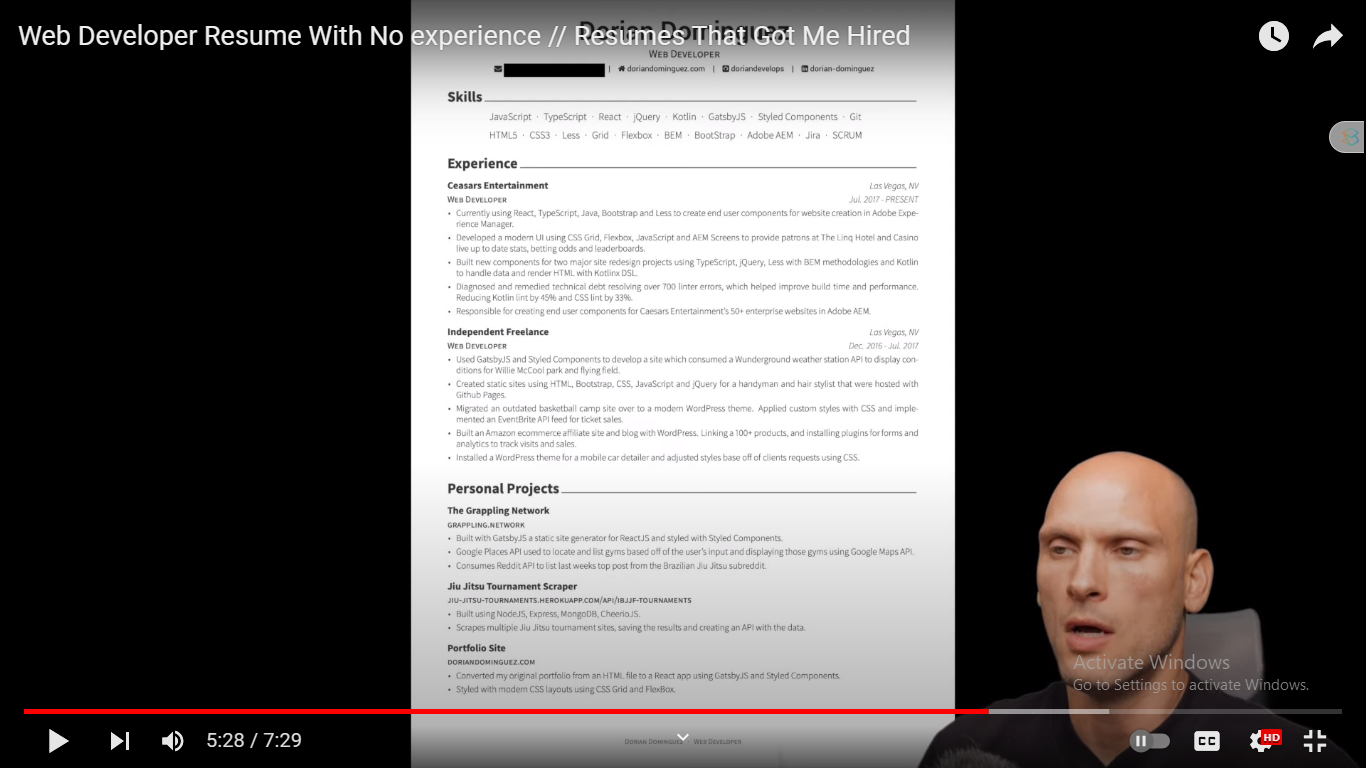 Web Developer Resume With No experience // Resumes That Got Me Hired
Dorian Dominguez
WEB DEVELOPER
doriandominguez.com | doriandevelops | dorian-dominguez
Skills
JavaScript · TypeScript · React · jQuery · Kotlin · GatsbyJS · Styled Components · Git
HTML5 · CSS3 · Less · Grid · Flexbox · BEM · BootStrap · Adobe AEM · Jira · SCRUM
Experience
Ceasars Entertainment Las Vegas, NV
WEB DEVELOPER Jul. 2017 - PRESENT
• Currently using React, TypeScript, Java, Bootstrap and Less to create end user components for website creation in Adobe Expe-
rience Manager.
• Developed a modern UI using CSS Grid, Flexbox, JavaScript and AEM Screens to provide patrons at The Linq Hotel and Casino
live up to date stats, betting odds and leaderboards.
• Built new components for two major site redesign projects using TypeScript, jQuery, Less with BEM methodologies and Kotlin
to handle data and render HTML with Kotlinx DSL.
• Diagnosed and remedied technical debt resolving over 700 linter errors, which helped improve build time and performance.
Reducing Kotlin lint by 45% and CSS lint by 33%.
• Responsible for creating end user components for Caesars Entertainment's 50+ enterprise websites in Adobe AEM.
Independent Freelance Las Vegas, NV
WEB DEVELOPER Dec. 2016 - Jul. 2017
• Used GatsbyJS and Styled Components to develop a site which consumed a Wunderground weather station API to display con-
ditions for Willie McCool park and flying field.
• Created static sites using HTML, Bootstrap, CSS, JavaScript and jQuery for a handyman and hair stylist that were hosted with
Github Pages.
• Migrated an outdated basketball camp site over to a modern WordPress theme. Applied custom styles with CSS and imple-
mented an EventBrite API feed for ticket sales.
• Built an Amazon ecommerce affiliate site and blog with WordPress. Linking a 100+ products, and installing plugins for forms and
analytics to track visits and sales.
• Installed a WordPress theme for a mobile car detailer and adjusted styles base off of clients requests using CSS.
Personal Projects
The Grappling Network
GRAPPLING.NETWORK
• Built with GatsbyJS a static site generator for ReactJS and styled with Styled Components.
• Google Places API used to locate and list gyms based off of the user's input and displaying those gyms using Google Maps API.
• Consumes Reddit API to list last weeks top post from the Brazilian Jiu Jitsu subreddit.
Jiu Jitsu Tournament Scraper
JIU-JITSU-TOURNAMENTS.HEROKUAPP.COM/API/IBJJF-TOURNAMENTS
• Built using NodeJS, Express, MongoDB, CheerioJS.
• Scrapes multiple Jiu Jitsu tournament sites, saving the results and creating an API with the data.
Portfolio Site
DORIANDOMINGUEZ.COM
• Converted my original portfolio from an HTML file to a React app using GatsbyJS and Styled Components.
• Styled with modern CSS layouts using CSS Grid and FlexBox.
Activate Windows
Go to Settings to activate Windows.
5:28 / 7:29
CC
HD
DORIAN DOMINGUEZ WEB DEVELOPER